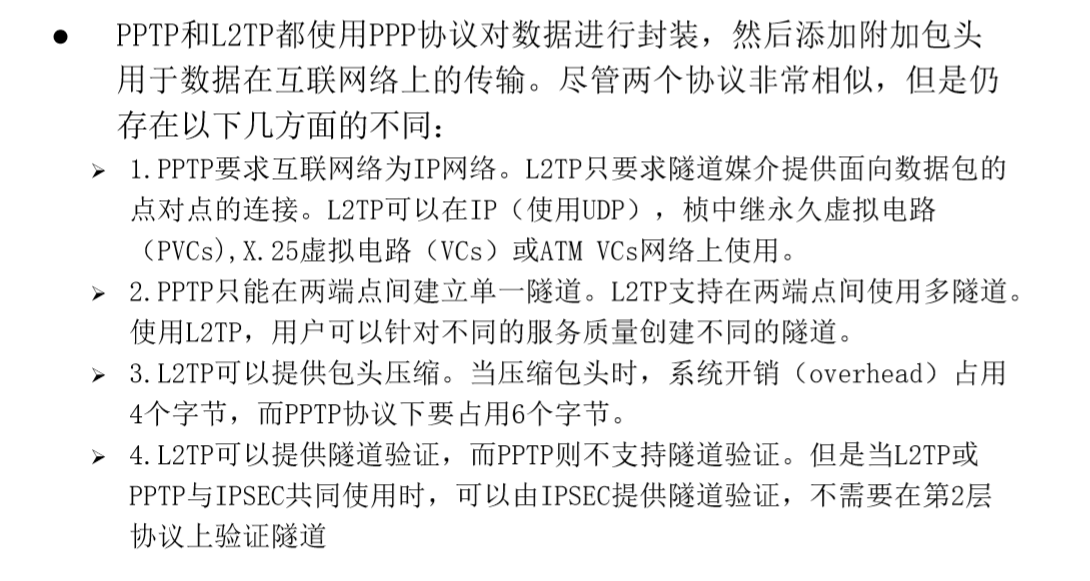 ● PPTP和L2TP都使用PPP协议对数据进行封装，然后添加附加包头
用于数据在互联网络上的传输。尽管两个协议非常相似，但是仍
存在以下几方面的不同：
➢ 1.PPTP要求互联网络为IP网络。L2TP只要求隧道媒介提供面向数据包的
点对点的连接。L2TP可以在IP（使用UDP），桢中继永久虚拟电路
（PVCs),X.25虚拟电路（VCs）或ATM VCs网络上使用。
➢ 2.PPTP只能在两端点间建立单一隧道。L2TP支持在两端点间使用多隧道。
使用L2TP，用户可以针对不同的服务质量创建不同的隧道。
➢ 3.L2TP可以提供包头压缩。当压缩包头时，系统开销（overhead）占用
4个字节，而PPTP协议下要占用6个字节。
➢ 4.L2TP可以提供隧道验证，而PPTP则不支持隧道验证。但是当L2TP或
PPTP与IPSEC共同使用时，可以由IPSEC提供隧道验证，不需要在第2层
协议上验证隧道